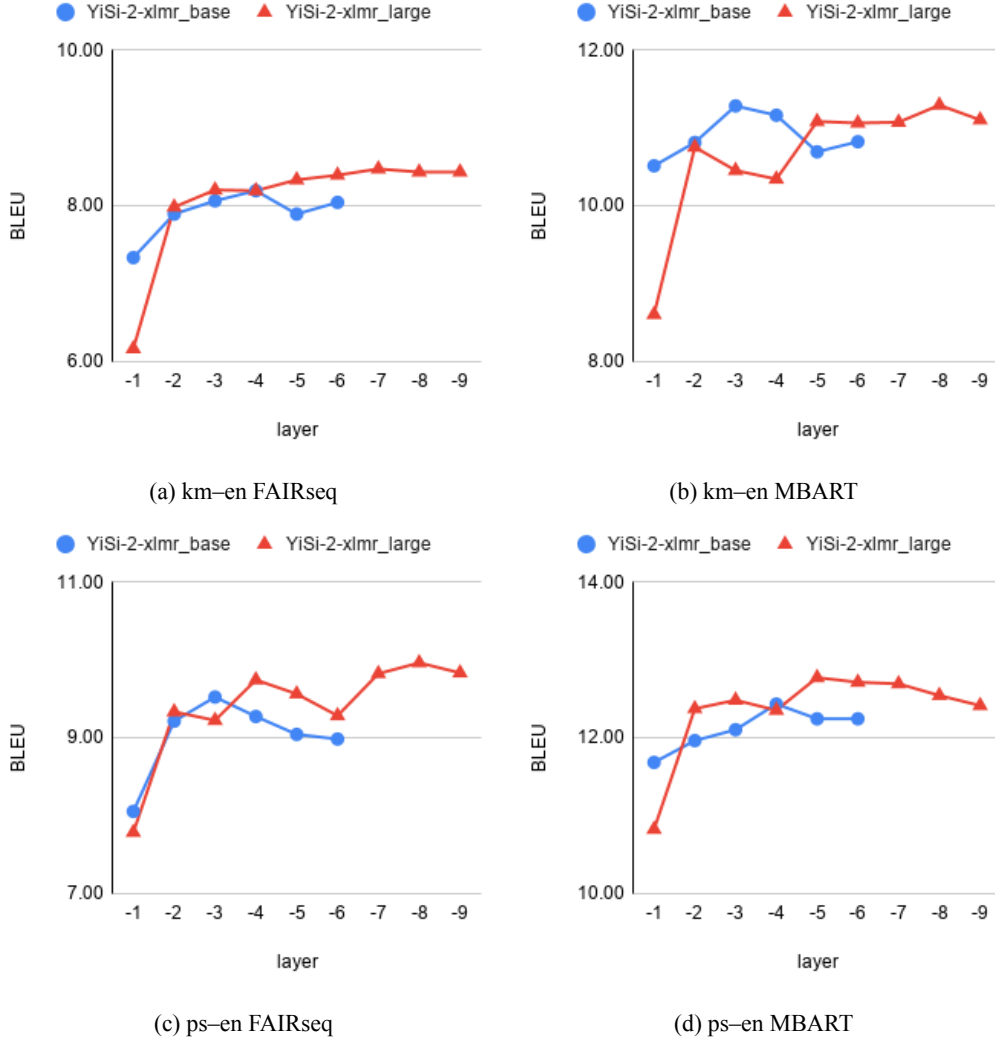 YiSi-2-xlmr_base YiSi-2-xlmr_large
10.00
8.00
6.00
BLEU
-1 -2 -3 -4 -5 -6 -7 -8 -9
layer
(a) km–en FAIRseq
YiSi-2-xlmr_base YiSi-2-xlmr_large
12.00
10.00
8.00
BLEU
-1 -2 -3 -4 -5 -6 -7 -8 -9
layer
(b) km–en MBART
YiSi-2-xlmr_base YiSi-2-xlmr_large
11.00
9.00
7.00
BLEU
-1 -2 -3 -4 -5 -6 -7 -8 -9
layer
(c) ps–en FAIRseq
YiSi-2-xlmr_base YiSi-2-xlmr_large
14.00
12.00
10.00
BLEU
-1 -2 -3 -4 -5 -6 -7 -8 -9
layer
(d) ps–en MBART